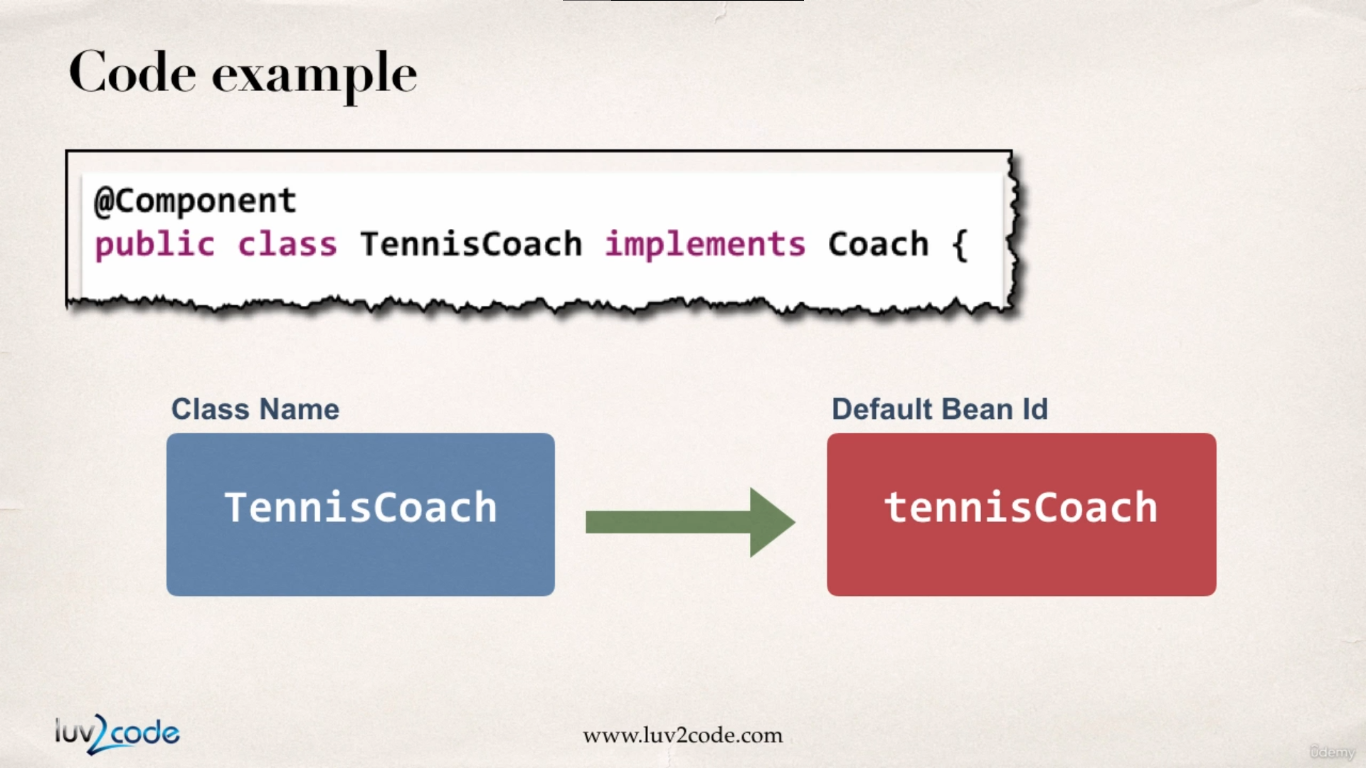 Code example
@Component
public class TennisCoach implements Coach {
Class Name
Default Bean Id
TennisCoach
tennisCoach
luv2code
www.luv2code.com
ûdemy